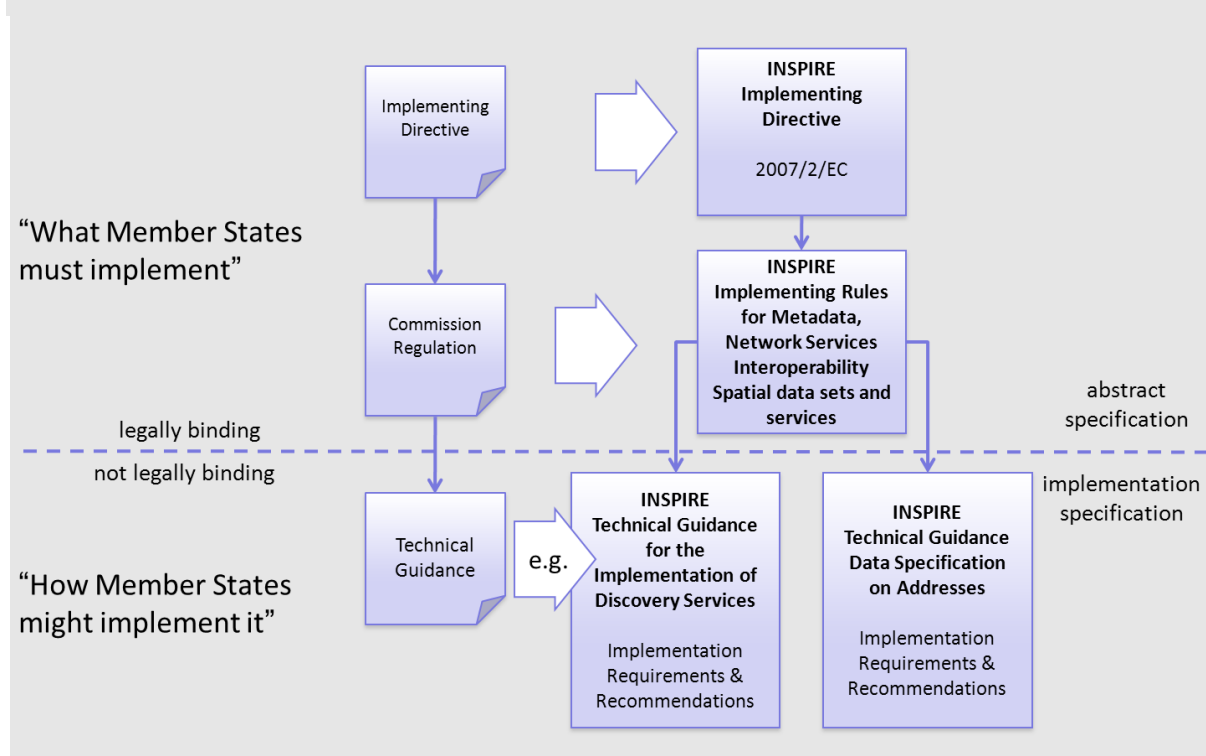 Implementing
Directive
INSPIRE
Implementing
Directive
2007/2/EC
“What Member States
must implement”
Commission
Regulation
INSPIRE
Implementing Rules
for Metadata,
Network Services
Interoperability
Spatial data sets and
services
abstract
specification
legally binding
not legally binding
implementation
specification
Technical
Guidance
e.g.
INSPIRE
Technical Guidance
for the
Implementation of
Discovery Services
Implementation
Requirements &
Recommendations
INSPIRE
Technical Guidance
Data Specification
on Addresses
Implementation
Requirements &
Recommendations
“How Member States
might implement it”